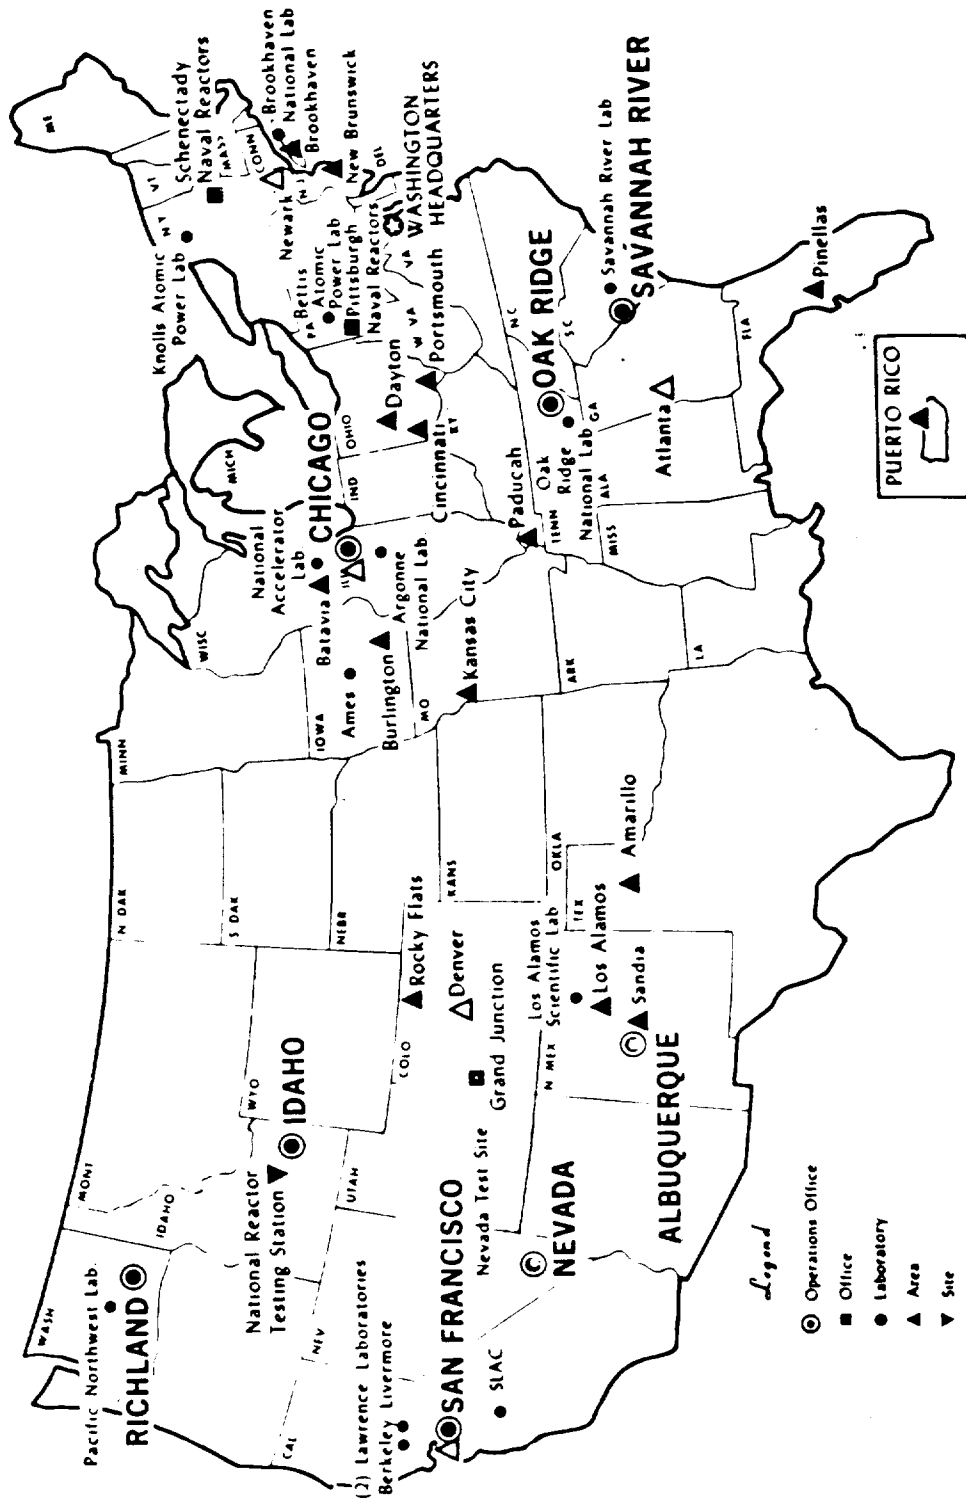 WASH
Pacific Northwest Lab.
RICHLAND
MONT
IDAHO
National Reactor
Testing Station
IDAHO
WYO
UTAH
NEV
CAL
(2) Lawrence Laboratories
Berkeley Livermore
SAN FRANCISCO
SLAC
Nevada Test Site
NEVADA
N DAK
S DAK
NEBR
COLO
Rocky Flats
Denver
Grand Junction
KANS
OKLA
TEX
N MEX
Los Alamos
Scientific Lab
Los Alamos
Sandia
ALBUQUERQUE
Amarillo
MINN
WISC
IOWA
Ames
Burlington
MO
Kansas City
ARK
LA
MICH
National
Accelerator
Lab
Batavia
CHICAGO
ILL
IND
OHIO
Argonne
National Lab
Cincinnati
Dayton
Portsmouth
KY
Paducah
TENN
MISS
ALA
GA
Oak
Ridge
National Lab
OAK RIDGE
Atlanta
N C
S C
Savannah River Lab
SAVANNAH RIVER
FLA
Pinellas
PUERTO RICO
ME
VT
N Y
MASS
CONN
N J
DEL
PA
W VA
VA
Knolls Atomic
Power Lab
Schenectady
Naval Reactors
Brookhaven
National Lab
Brookhaven
Newark
New Brunswick
Bettis
Atomic
Power Lab
Pittsburgh
Naval Reactors
WASHINGTON
HEADQUARTERS
Legend
Operations Office
Office
Laboratory
Area
Site